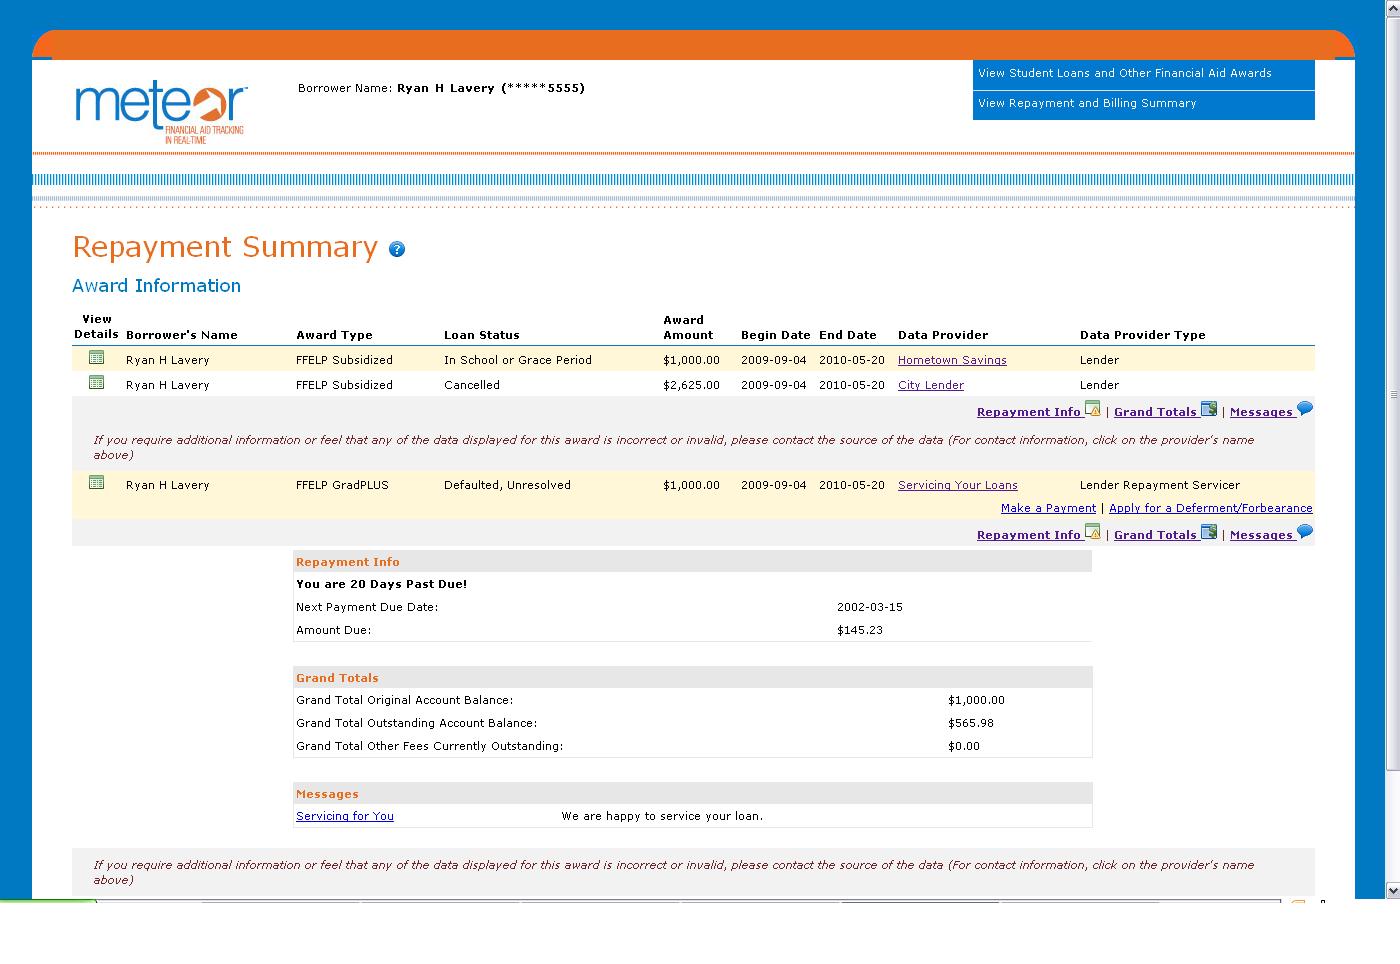 meteor
FINANCIAL AID TRACKING
IN REAL-TIME
Borrower Name: Ryan H Lavery (*****5555)
View Student Loans and Other Financial Aid Awards
View Repayment and Billing Summary
Repayment Summary ?
Award Information
View Details Borrower's Name Award Type Loan Status Award Amount Begin Date End Date Data Provider Data Provider Type
Ryan H Lavery FFELP Subsidized In School or Grace Period $1,000.00 2009-09-04 2010-05-20 Hometown Savings Lender
Ryan H Lavery FFELP Subsidized Cancelled $2,625.00 2009-09-04 2010-05-20 City Lender Lender
Repayment Info | Grand Totals | Messages
If you require additional information or feel that any of the data displayed for this award is incorrect or invalid, please contact the source of the data (For contact information, click on the provider's name
above)
Ryan H Lavery FFELP GradPLUS Defaulted, Unresolved $1,000.00 2009-09-04 2010-05-20 Servicing Your Loans Lender Repayment Servicer
Make a Payment | Apply for a Deferment/Forbearance
Repayment Info | Grand Totals | Messages
Repayment Info
You are 20 Days Past Due!
Next Payment Due Date: 2002-03-15
Amount Due: $145.23
Grand Totals
Grand Total Original Account Balance: $1,000.00
Grand Total Outstanding Account Balance: $565.98
Grand Total Other Fees Currently Outstanding: $0.00
Messages
Servicing for You We are happy to service your loan.
If you require additional information or feel that any of the data displayed for this award is incorrect or invalid, please contact the source of the data (For contact information, click on the provider's name
above)